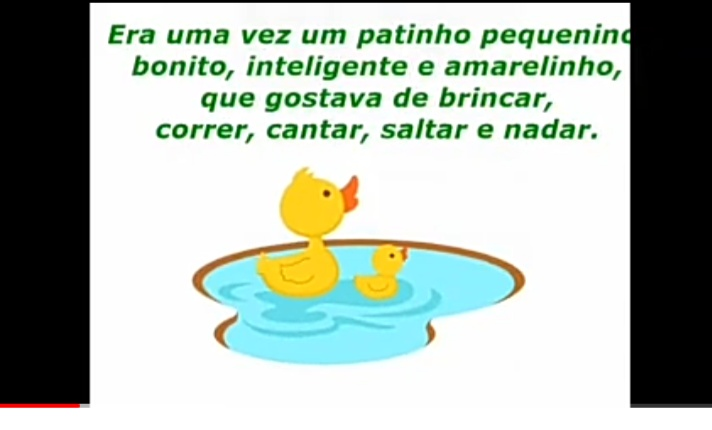 Era uma vez um patinho pequenino
bonito, inteligente e amarelinho,
que gostava de brincar,
correr, cantar, saltar e nadar.